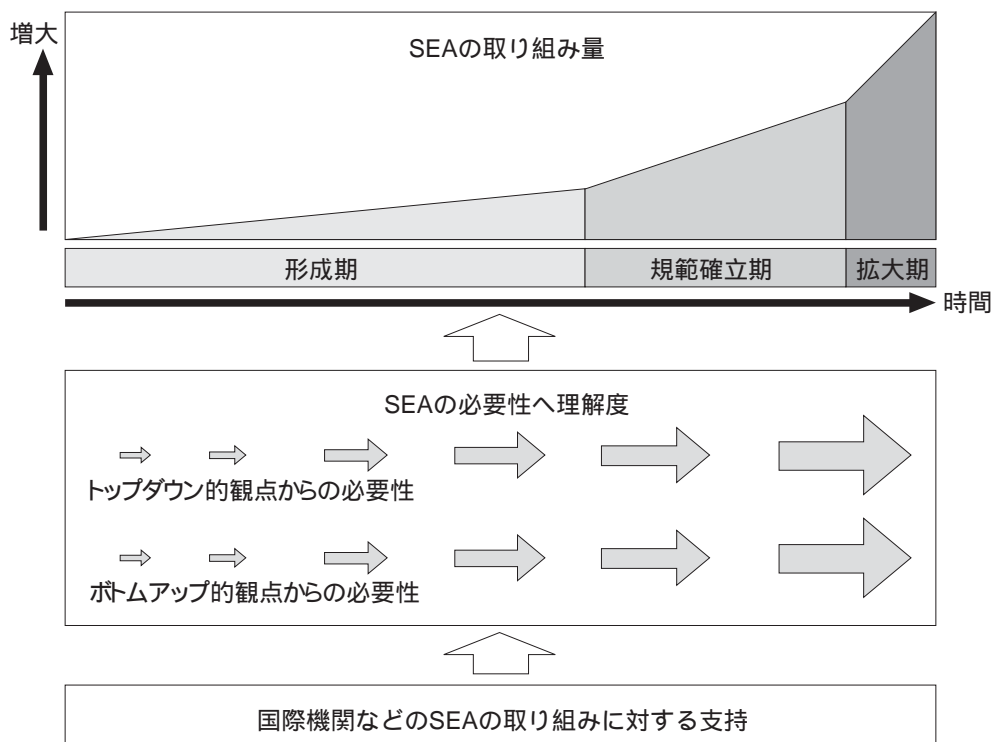 増大
SEAの取り組み量
形成期
規範確立期
拡大期
時間
SEAの必要性へ理解度
トップダウン的観点からの必要性
ボトムアップ的観点からの必要性
国際機関などのSEAの取り組みに対する支持